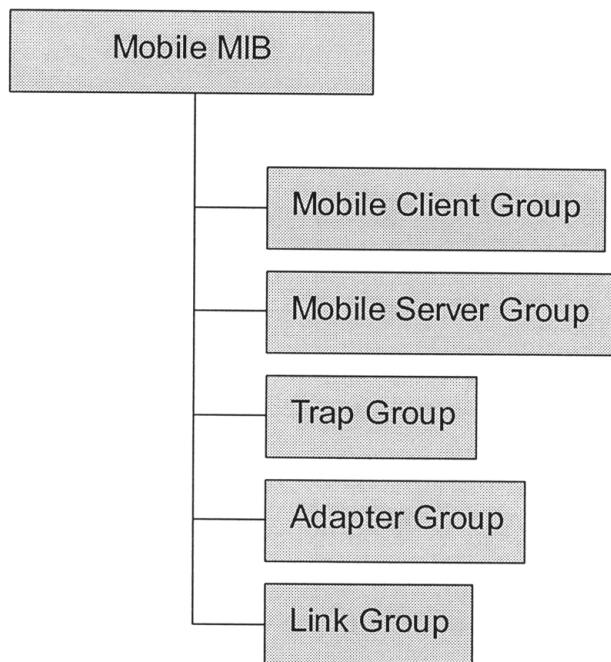 Mobile MIB
Mobile Client Group
Mobile Server Group
Trap Group
Adapter Group
Link Group